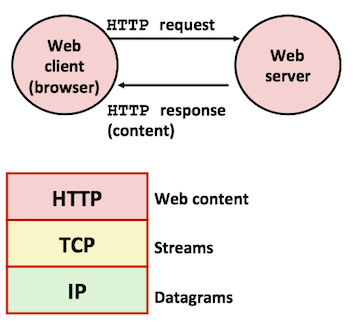 HTTP request
Web
client
(browser)
Web
server
HTTP response
(content)
HTTP
Web content
TCP
Streams
IP
Datagrams